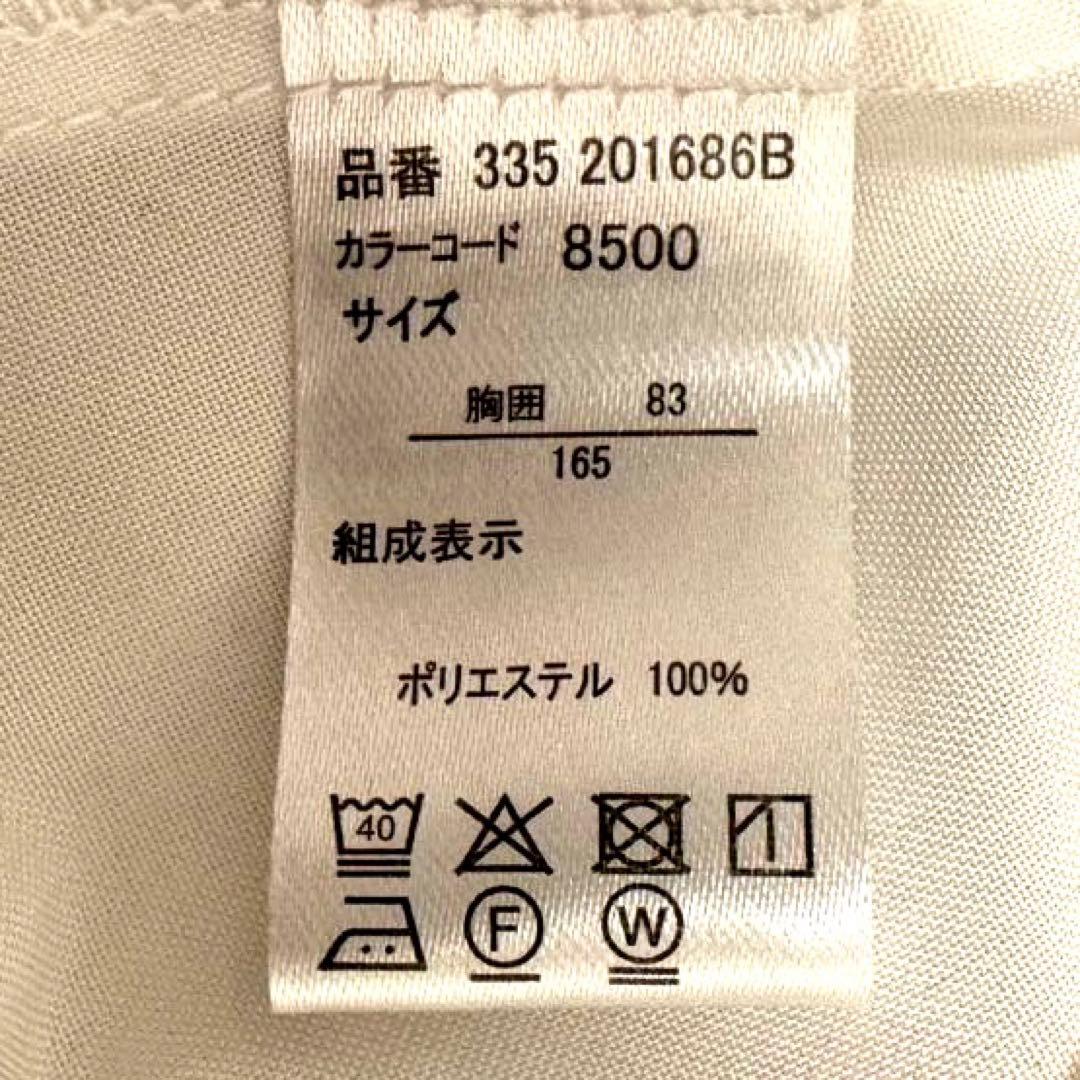 品番 335 201686B
カラーコード 8500
サイズ
胸囲 83
165
組成表示
ポリエステル 100%
40
F W